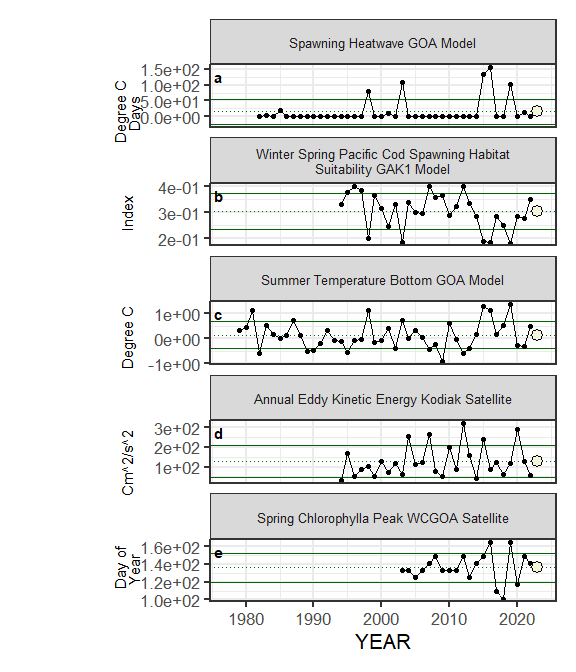 Spawning Heatwave GOA Model
Degree C
Days
1.5e+02
1.0e+02
5.0e+01
0.0e+00
a
Winter Spring Pacific Cod Spawning Habitat
Suitability GAK1 Model
Index
4e-01
3e-01
2e-01
b
Summer Temperature Bottom GOA Model
Degree C
1e+00
0e+00
-1e+00
c
Annual Eddy Kinetic Energy Kodiak Satellite
Cm^2/s^2
3e+02
2e+02
1e+02
d
Spring Chlorophylla Peak WCGOA Satellite
Day of
Year
1.6e+02
1.4e+02
1.2e+02
1.0e+02
e
1980 1990 2000 2010 2020
YEAR